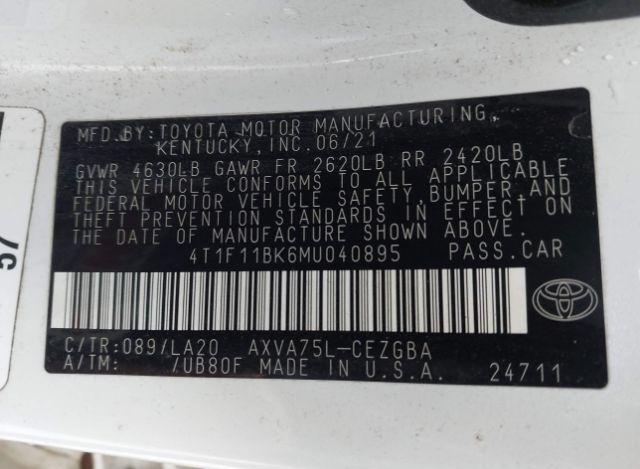 MFD.BY:TOYOTA MOTOR MANUFACTURING,
KENTUCKY,INC.06/21
GVWR 4630LB GAWR FR 2620LB RR 2420LB
THIS VEHICLE CONFORMS TO ALL APPLICABLE
FEDERAL MOTOR VEHICLE SAFETY,BUMPER,AND
THEFT PREVENTION STANDARDS IN EFFECT ON
THE DATE OF MANUFACTURE SHOWN ABOVE.
4T1F11BK6MU040895 PASS.CAR
C/TR:089/LA20 AXVA75L-CEZGBA
A/TM: /UB80F MADE IN U.S.A. 24711
57